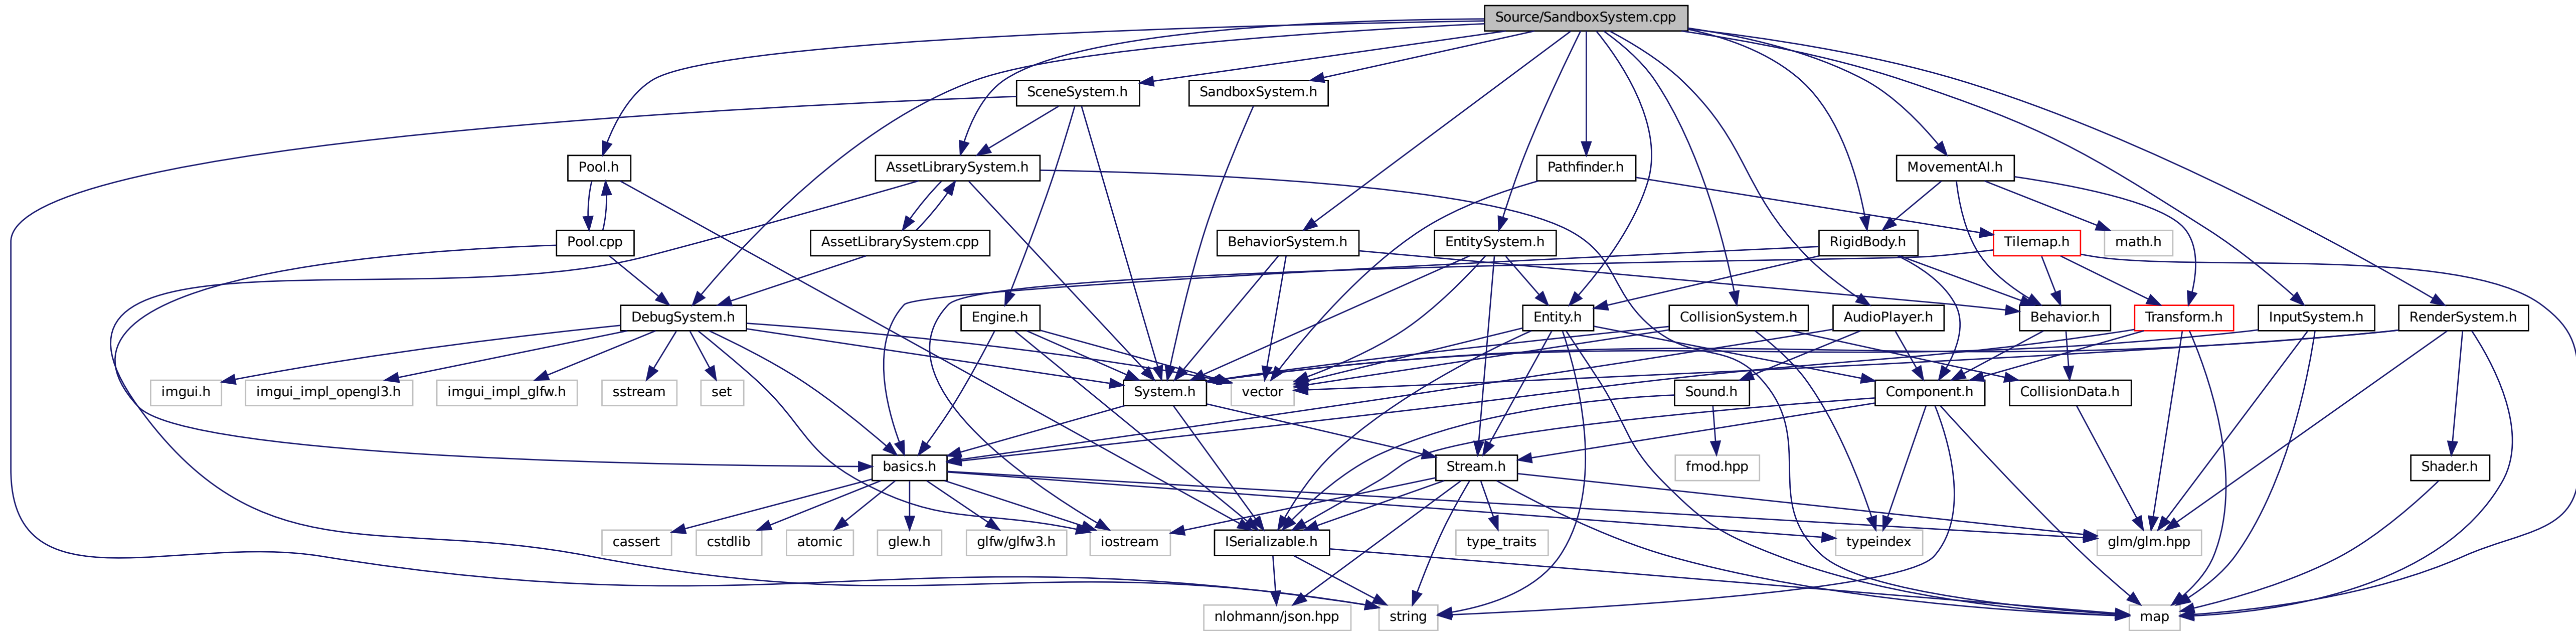 Source/SandboxSystem.cpp
SceneSystem.h
SandboxSystem.h
Pool.h
AssetLibrarySystem.h
Pathfinder.h
MovementAI.h
Pool.cpp
AssetLibrarySystem.cpp
BehaviorSystem.h
EntitySystem.h
RigidBody.h
Tilemap.h
math.h
DebugSystem.h
Engine.h
Entity.h
CollisionSystem.h
AudioPlayer.h
Behavior.h
Transform.h
InputSystem.h
RenderSystem.h
imgui.h
imgui_impl_opengl3.h
imgui_impl_glfw.h
sstream
set
System.h
vector
Sound.h
Component.h
CollisionData.h
basics.h
Stream.h
fmod.hpp
Shader.h
cassert
cstdlib
atomic
glew.h
glfw/glfw3.h
iostream
ISerializable.h
type_traits
typeindex
glm/glm.hpp
nlohmann/json.hpp
string
map